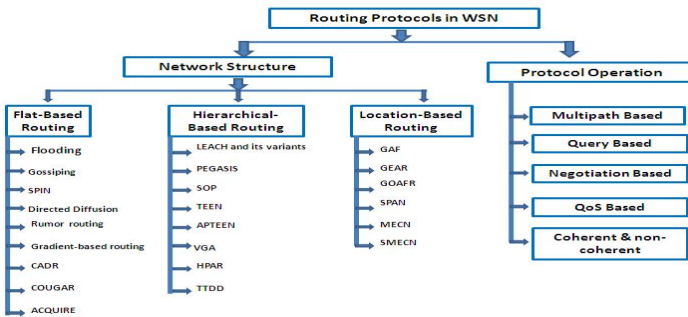 Routing Protocols in WSN
Network Structure
Protocol Operation
Flat-Based
Routing
Flooding
Gossiping
SPIN
Directed Diffusion
Rumor routing
Gradient-based routing
CADR
COUGAR
ACQUIRE
Hierarchical-
Based Routing
LEACH and its variants
PEGASIS
SOP
TEEN
APTEEN
VGA
HPAR
TTDD
Location-Based
Routing
GAF
GEAR
GOAFR
SPAN
MECN
SMECN
Multipath Based
Query Based
Negotiation Based
QoS Based
Coherent & non-
coherent